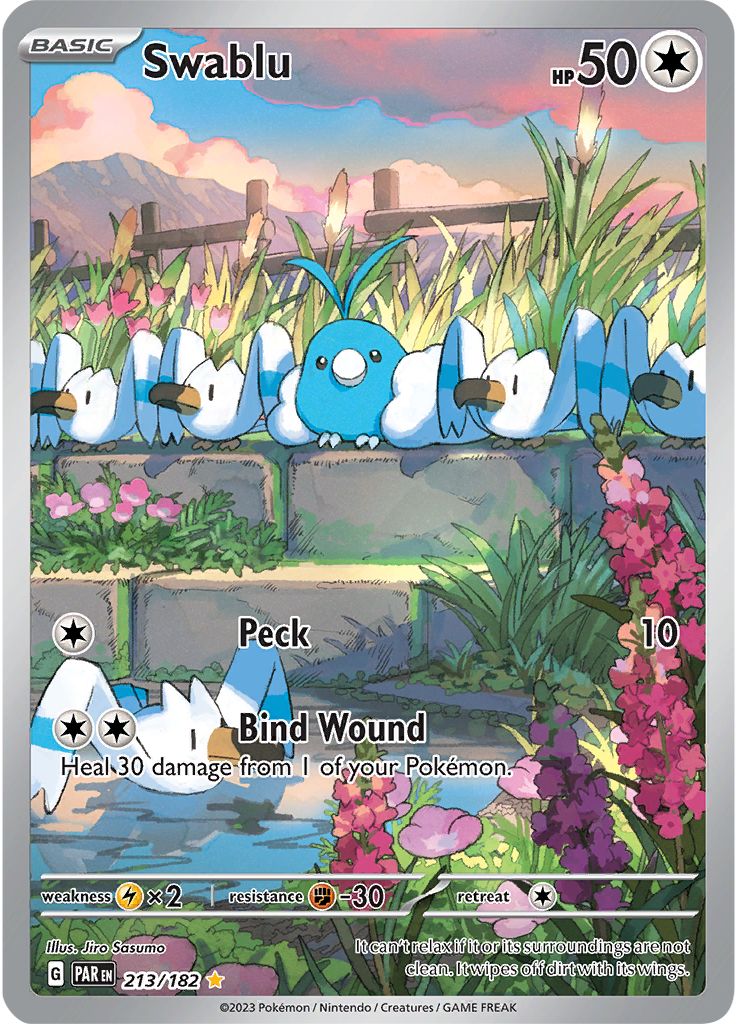 BASIC Swablu HP 50
Peck 10
Bind Wound
Heal 30 damage from 1 of your Pokémon.
weakness ×2 resistance -30 retreat
Illus. Jiro Sasumo
It can't relax if it or its surroundings are not
clean. It wipes off dirt with its wings.
G PAR EN 213/182
©2023 Pokémon / Nintendo / Creatures / GAME FREAK